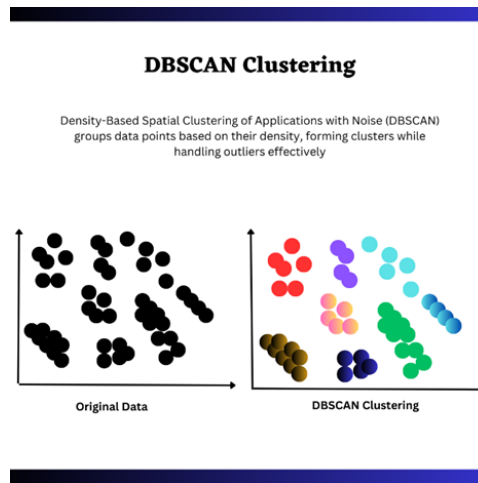 DBSCAN Clustering
Density-Based Spatial Clustering of Applications with Noise (DBSCAN)
groups data points based on their density, forming clusters while
handling outliers effectively
Original Data
DBSCAN Clustering